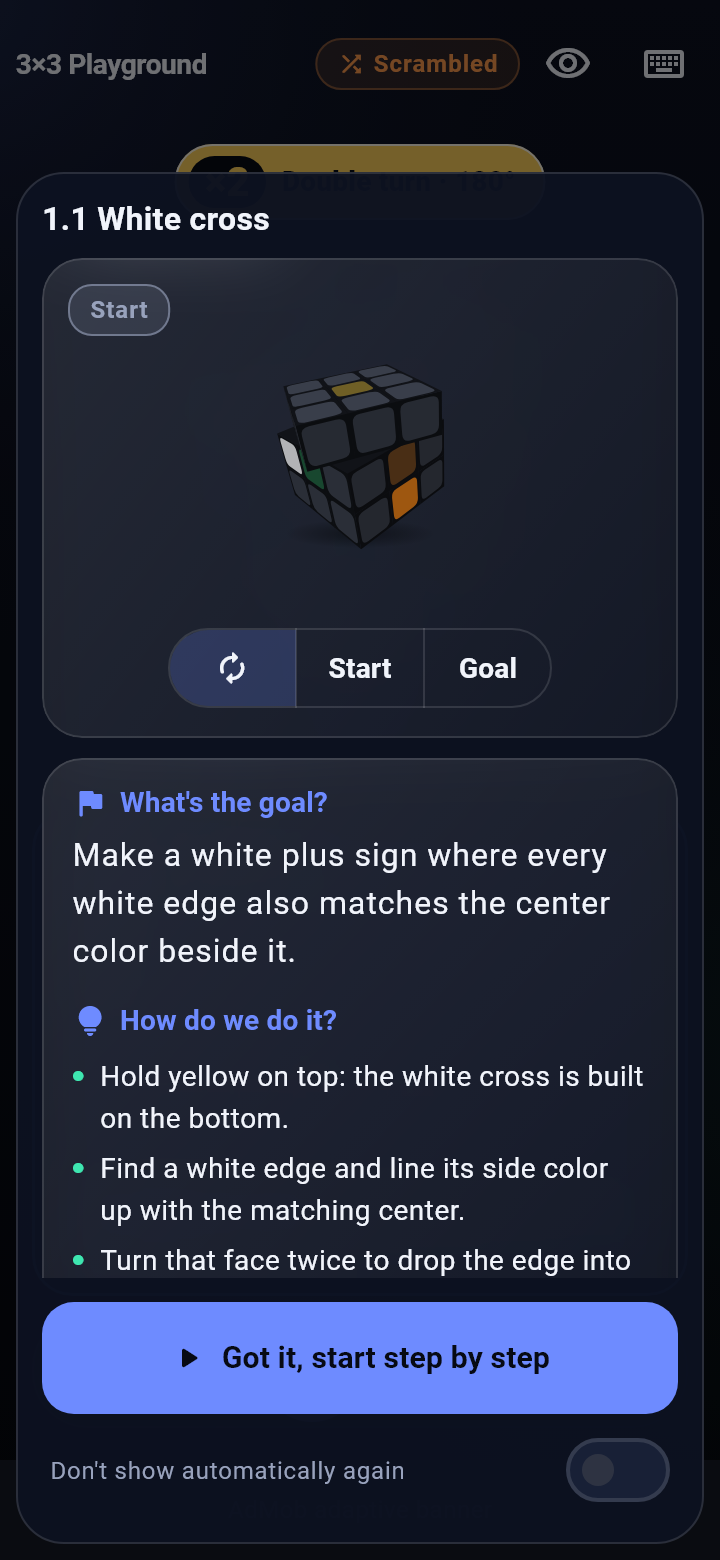 3×3 Playground
Scrambled
Double turn · 180°
1.1 White cross
Start
Start
Goal
What's the goal?
Make a white plus sign where every
white edge also matches the center
color beside it.
How do we do it?
Hold yellow on top: the white cross is built
on the bottom.
Find a white edge and line its side color
up with the matching center.
Turn that face twice to drop the edge into
Got it, start step by step
Don't show automatically again